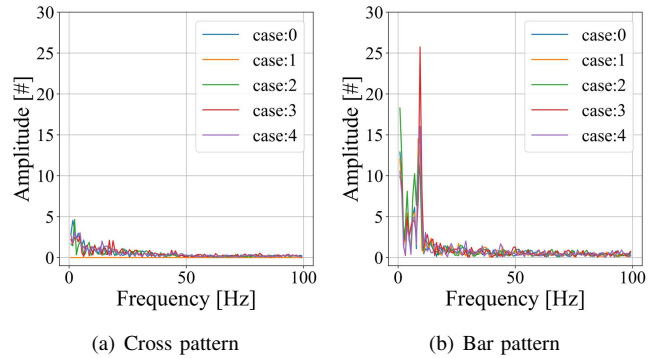 30
25
20
15
10
5
0
Amplitude [#]
case:0
case:1
case:2
case:3
case:4
0 50 100
Frequency [Hz]
(a) Cross pattern
30
25
20
15
10
5
0
Amplitude [#]
case:0
case:1
case:2
case:3
case:4
0 50 100
Frequency [Hz]
(b) Bar pattern